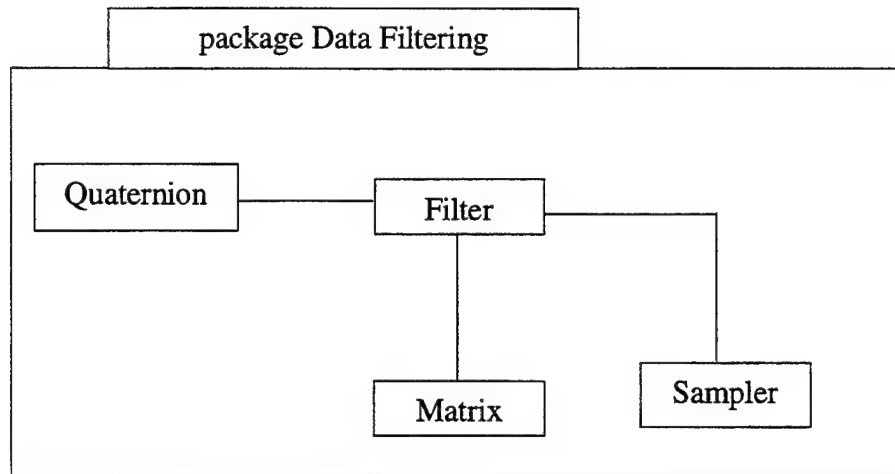 package Data Filtering
Quaternion
Filter
Matrix
Sampler